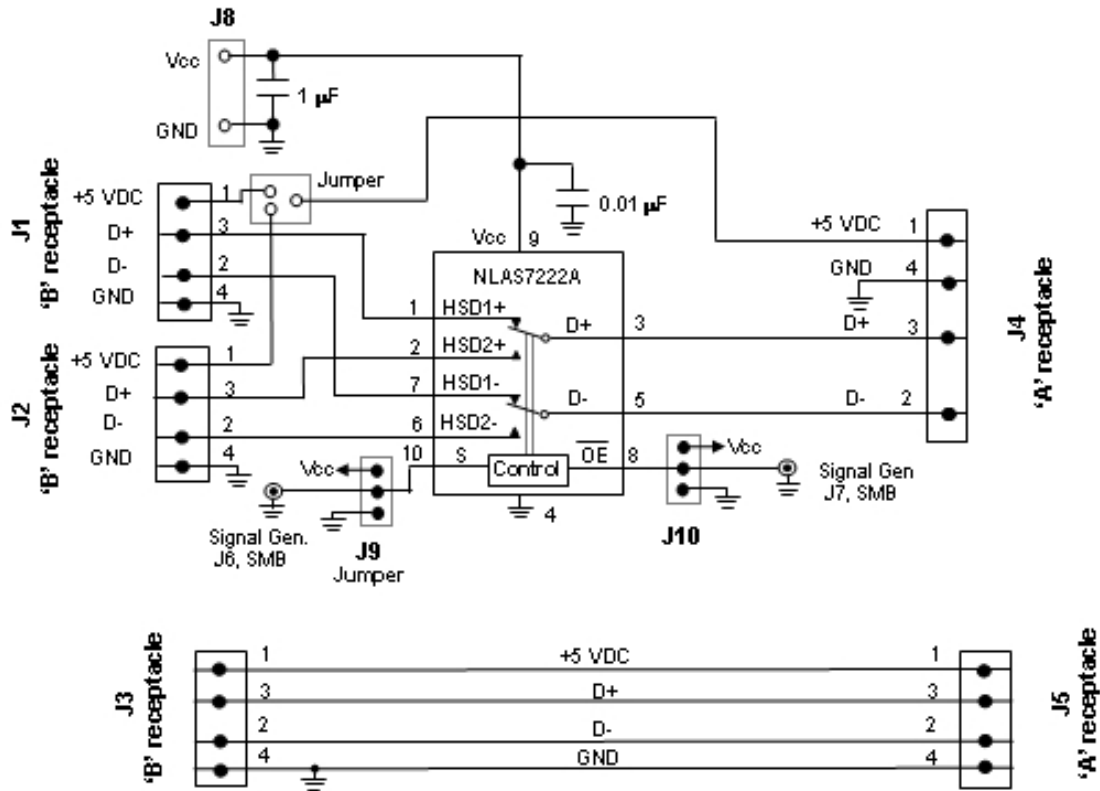 J8
Vcc
1 µF
GND
J1
'B' receptacle
+5 VDC
1
D+
3
D-
2
GND
4
Jumper
0.01 µF
Vcc
9
NLAS7222A
1
HSD1+
2
HSD2+
7
HSD1-
6
HSD2-
10
S
Control
OE
8
D+
3
D-
5
4
J2
'B' receptacle
+5 VDC
1
D+
3
D-
2
GND
4
Vcc
Signal Gen.
J6, SMB
J9
Jumper
Vcc
J10
Signal Gen
J7, SMB
+5 VDC
1
GND
4
D+
3
D-
2
J4
'A' receptacle
J3
'B' receptacle
1
+5 VDC
1
3
D+
3
2
D-
2
4
GND
4
J5
'A' receptacle